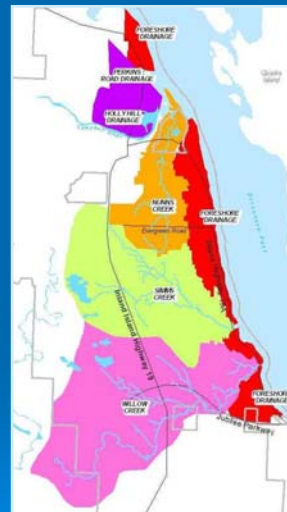 FORESHORE
DRAINAGE
PERKINS
ROAD DRAINAGE
HOLLY HILL
DRAINAGE
NUNNS
CREEK
Evergreen Road
FORESHORE
DRAINAGE
SIMMS
CREEK
Inland Island Highway 19
WILLOW
CREEK
FORESHORE
DRAINAGE
Jubilee Parkway